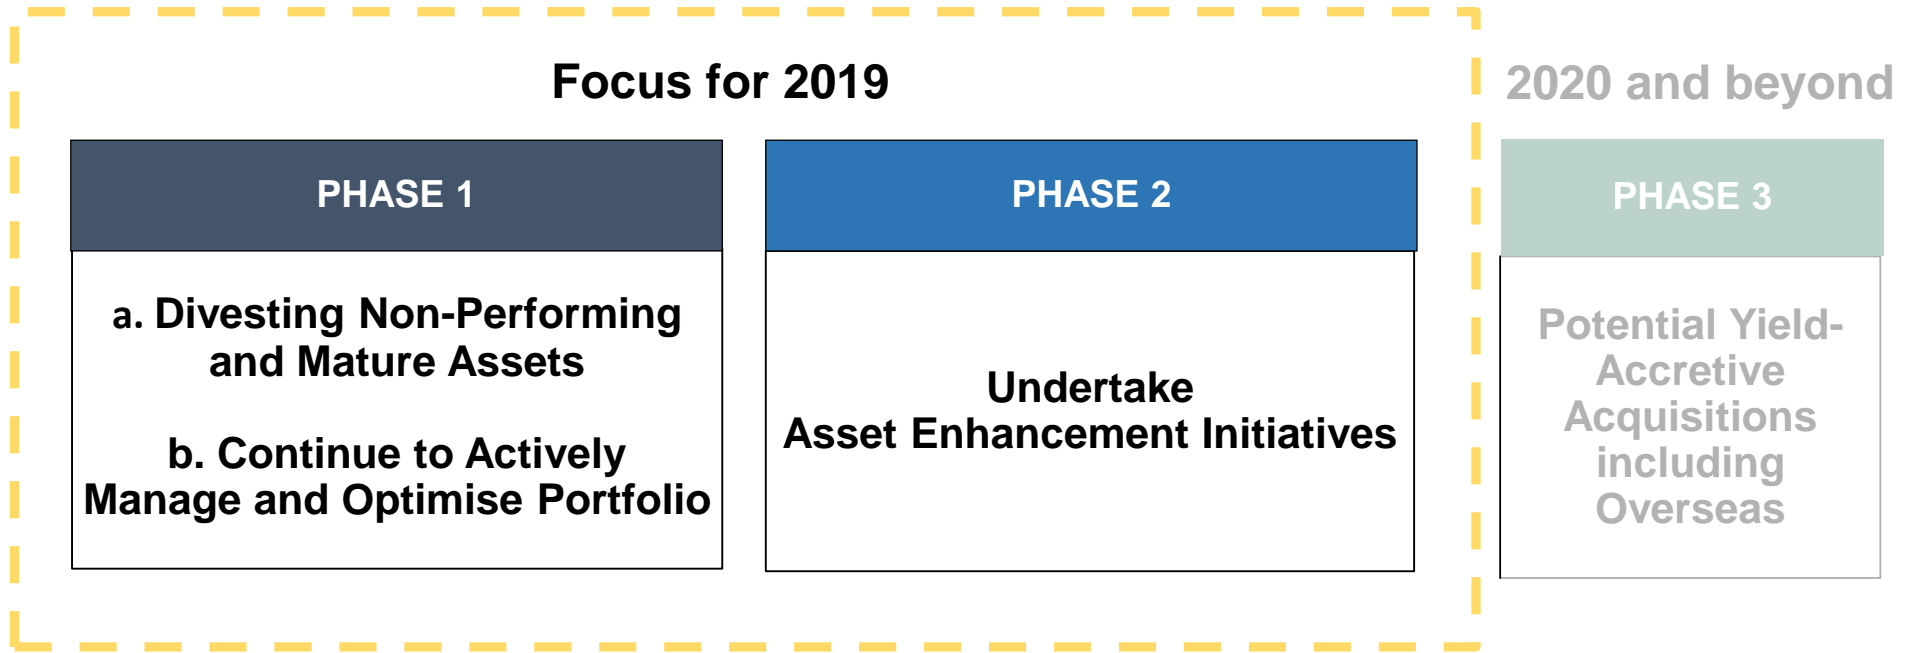 Focus for 2019
2020 and beyond
PHASE 1
a. Divesting Non-Performing
and Mature Assets
b. Continue to Actively
Manage and Optimise Portfolio
PHASE 2
Undertake
Asset Enhancement Initiatives
PHASE 3
Potential Yield-
Accretive
Acquisitions
including
Overseas